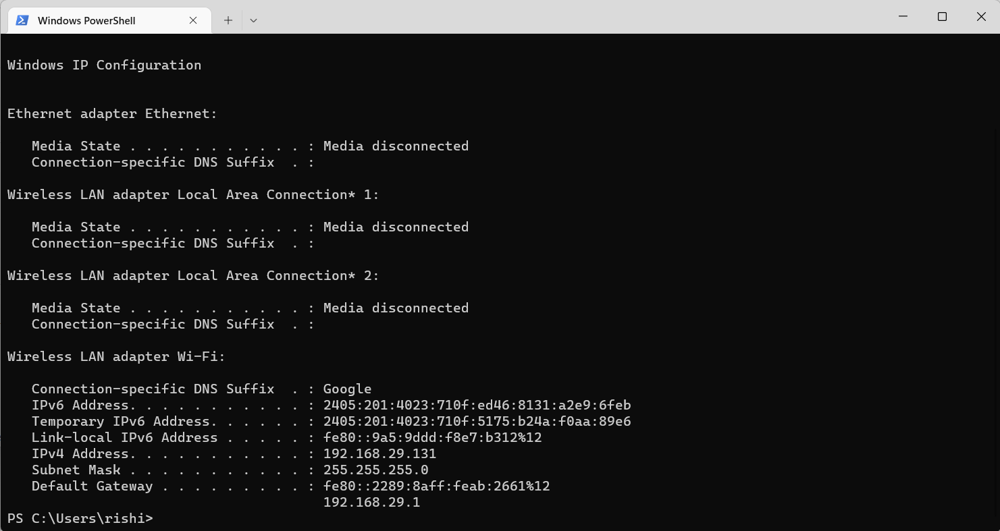 Windows PowerShell
Windows IP Configuration
Ethernet adapter Ethernet:
   Media State . . . . . . . . . . . : Media disconnected
   Connection-specific DNS Suffix  . :
Wireless LAN adapter Local Area Connection* 1:
   Media State . . . . . . . . . . . : Media disconnected
   Connection-specific DNS Suffix  . :
Wireless LAN adapter Local Area Connection* 2:
   Media State . . . . . . . . . . . : Media disconnected
   Connection-specific DNS Suffix  . :
Wireless LAN adapter Wi-Fi:
   Connection-specific DNS Suffix  . : Google
   IPv6 Address. . . . . . . . . . . : 2405:201:4023:710f:ed46:8131:a2e9:6feb
   Temporary IPv6 Address. . . . . . : 2405:201:4023:710f:5175:b24a:f0aa:89e6
   Link-local IPv6 Address . . . . . : fe80::9a5:9ddd:f8e7:b312%12
   IPv4 Address. . . . . . . . . . . : 192.168.29.131
   Subnet Mask . . . . . . . . . . . : 255.255.255.0
   Default Gateway . . . . . . . . . : fe80::2289:8aff:feab:2661%12
                                       192.168.29.1
PS C:\Users\rishi>